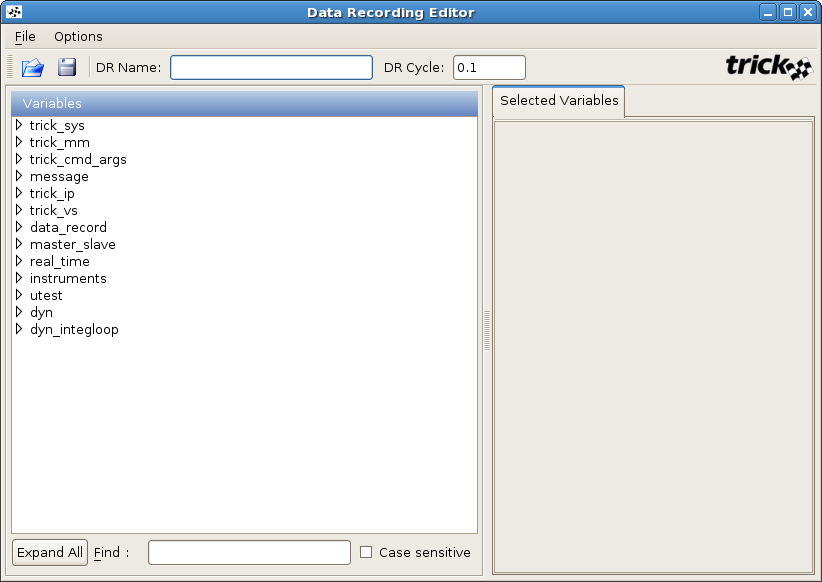 Data Recording Editor
File Options
DR Name: DR Cycle: 0.1 trick
Variables
Selected Variables
trick_sys
trick_mm
trick_cmd_args
message
trick_ip
trick_vs
data_record
master_slave
real_time
instruments
utest
dyn
dyn_integloop
Expand All Find : Case sensitive